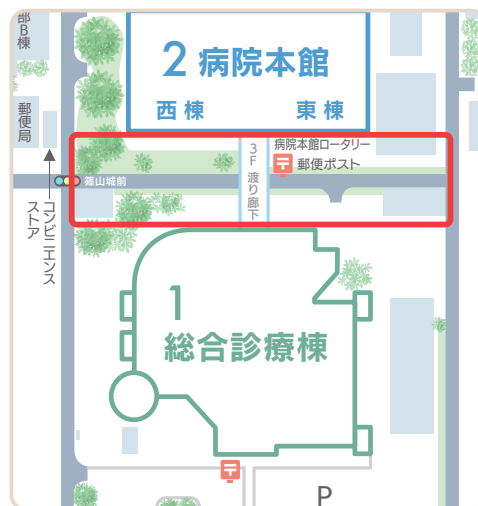 部B棟
2 病院本館
西棟 東棟
郵便局
病院本館ロータリー
〒 郵便ポスト
3F 渡り廊下
篠山城前
コンビニエンス
ストア
1
総合診療棟
〒
P